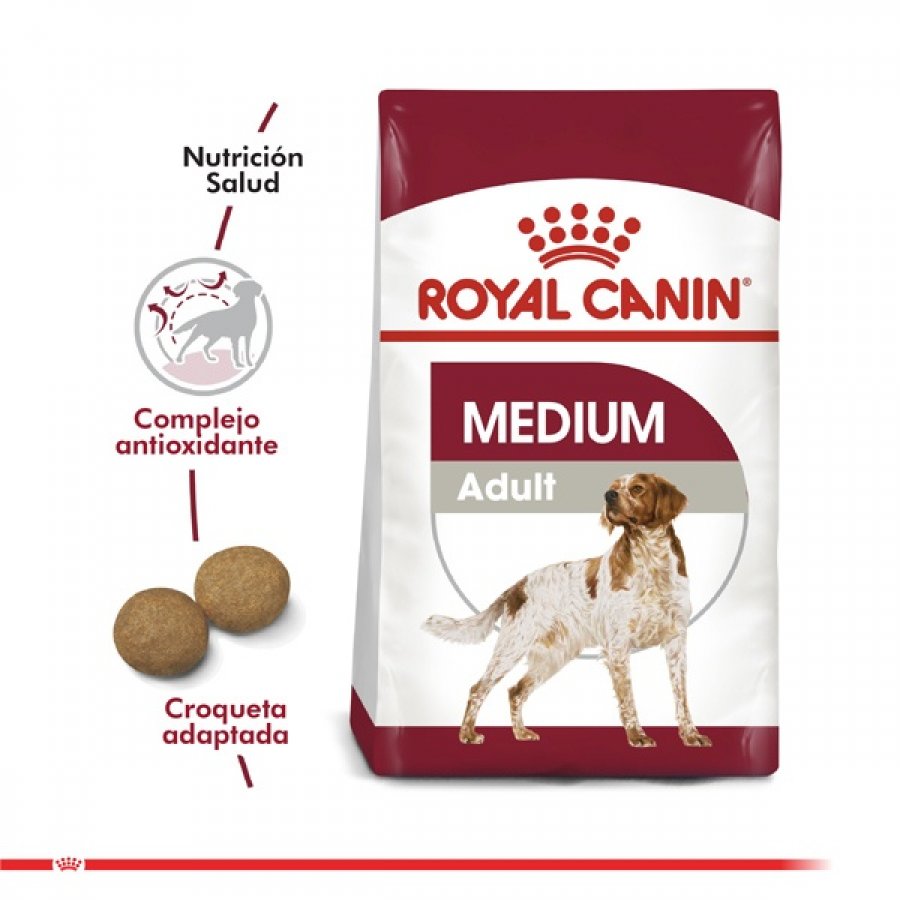 Nutrición
Salud
Complejo
antioxidante
Croqueta
adaptada
ROYAL CANIN®
MEDIUM
Adult